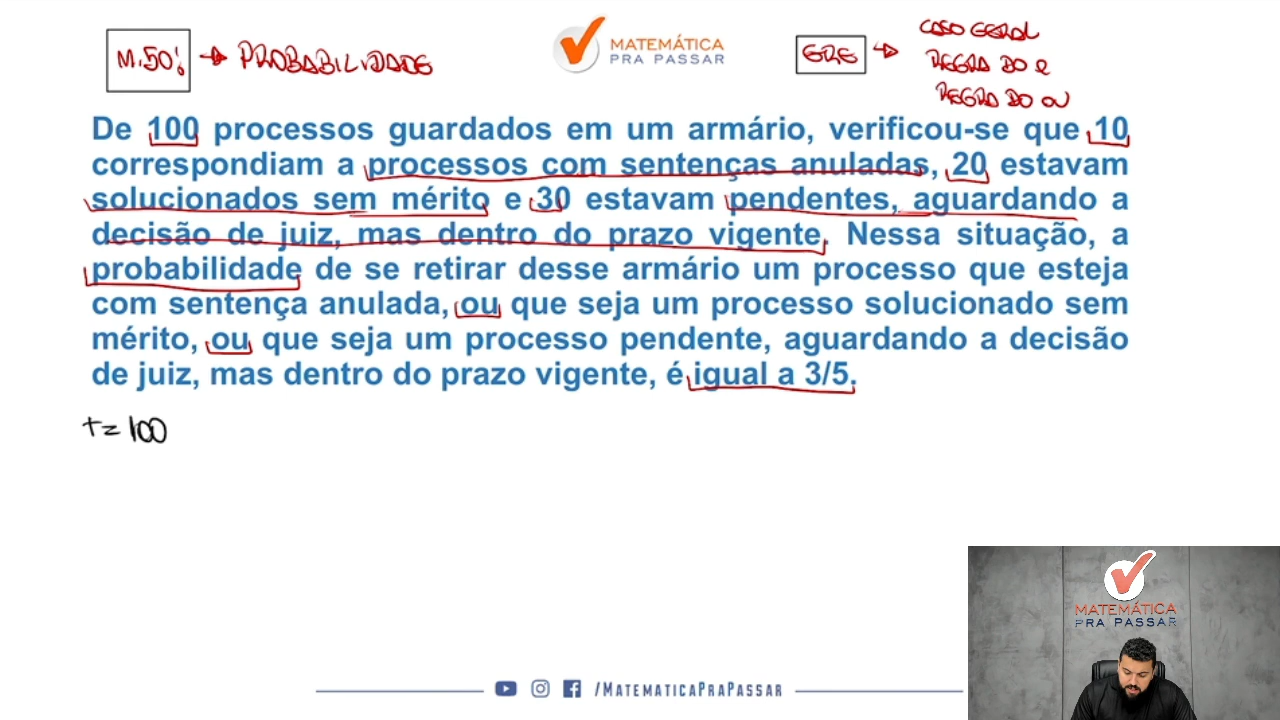 M.50% → PROBABILIDADE
MATEMÁTICA
PRA PASSAR
CASO GERAL
REGRA DO E
REGRA DO OU
De 100 processos guardados em um armário, verificou-se que 10
correspondiam a processos com sentenças anuladas, 20 estavam
solucionados sem mérito e 30 estavam pendentes, aguardando a
decisão de juiz, mas dentro do prazo vigente. Nessa situação, a
probabilidade de se retirar desse armário um processo que esteja
com sentença anulada, ou que seja um processo solucionado sem
mérito, ou que seja um processo pendente, aguardando a decisão
de juiz, mas dentro do prazo vigente, é igual a 3/5.
T = 100
MATEMÁTICA
PRA PASSAR
/MATEMATICAPRAPASSAR